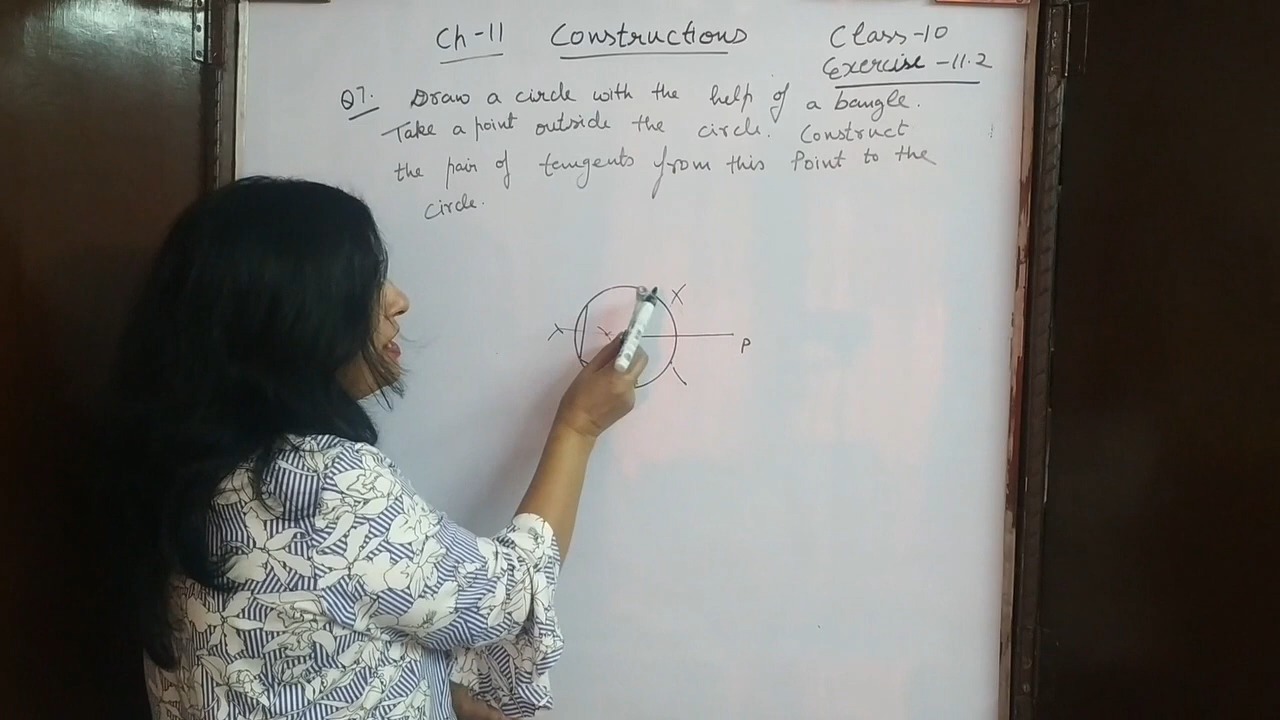 Ch-11 Constructions Class-10
Exercise -11.2
Q7. Draw a circle with the help of a bangle.
Take a point outside the circle. Construct
the pair of tangents from this Point to the
circle.
P